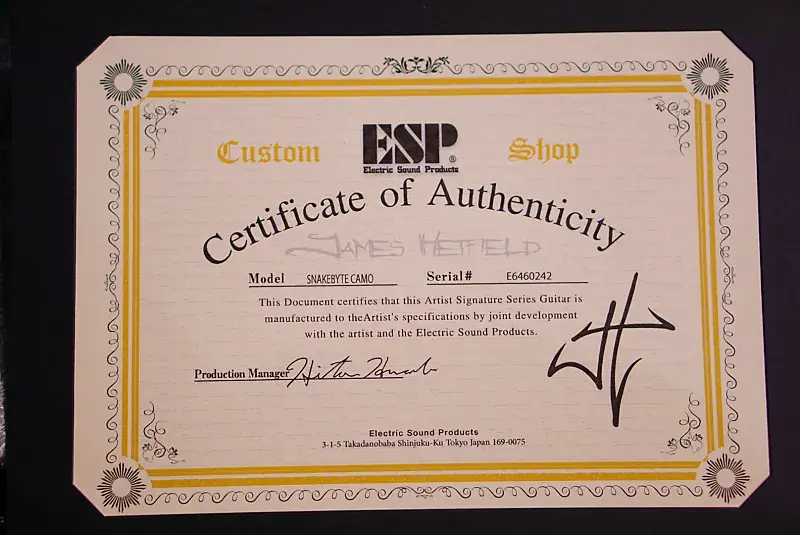 Custom ESP® Shop
Electric Sound Products
Certificate of Authenticity
JAMES HETFIELD
Model SNAKEBYTE CAMO Serial# E6460242
This Document certifies that this Artist Signature Series Guitar is
manufactured to theArtist's specifications by joint development
with the artist and the Electric Sound Products.
Production Manager
Electric Sound Products
3-1-5 Takadanobaba Shinjuku-Ku Tokyo Japan 169-0075